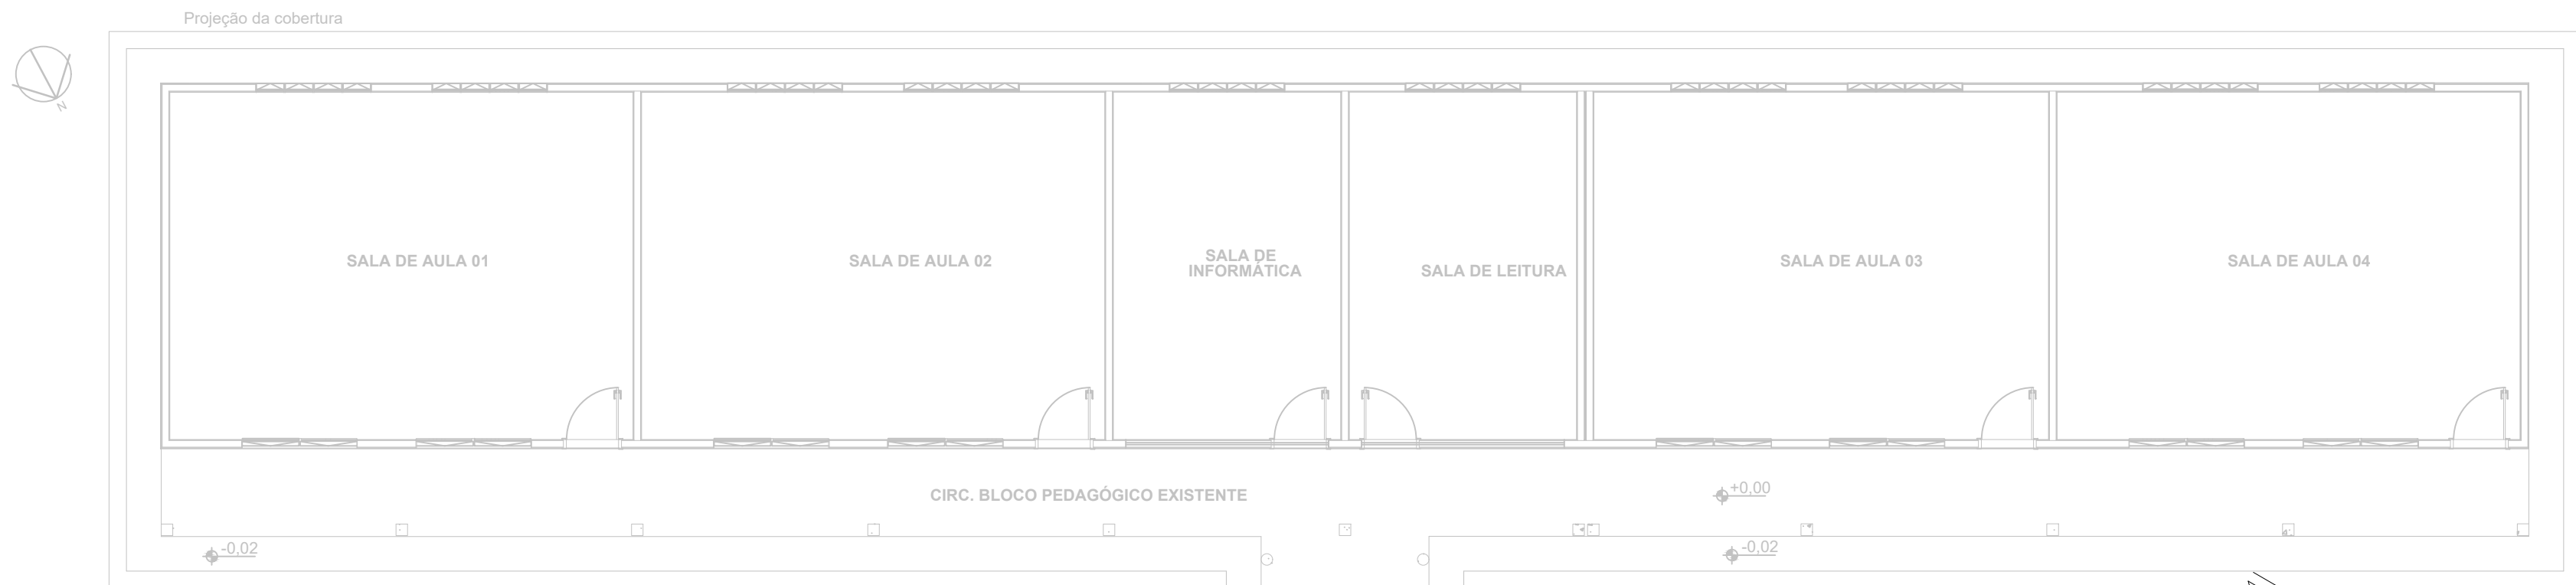 Projeção da cobertura
N
SALA DE AULA 01
SALA DE AULA 02
SALA DE
INFORMÁTICA
SALA DE LEITURA
SALA DE AULA 03
SALA DE AULA 04
CIRC. BLOCO PEDAGÓGICO EXISTENTE
+0,00
-0,02
-0,02